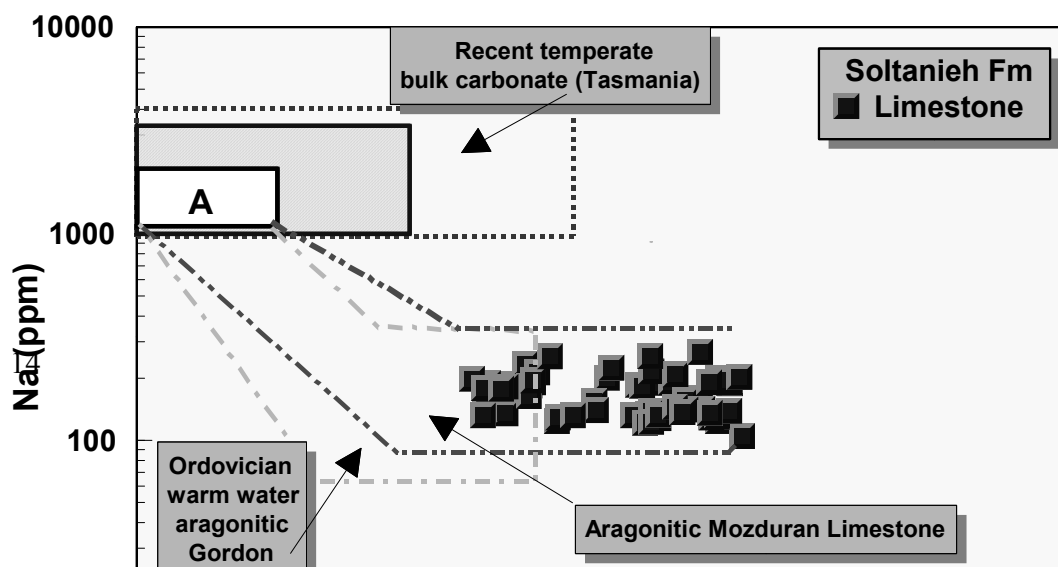 10000
Recent temperate
bulk carbonate (Tasmania)
Soltanieh Fm
Limestone
A
1000
Na (ppm)
14
100
Ordovician
warm water
aragonitic
Gordon
Aragonitic Mozduran Limestone